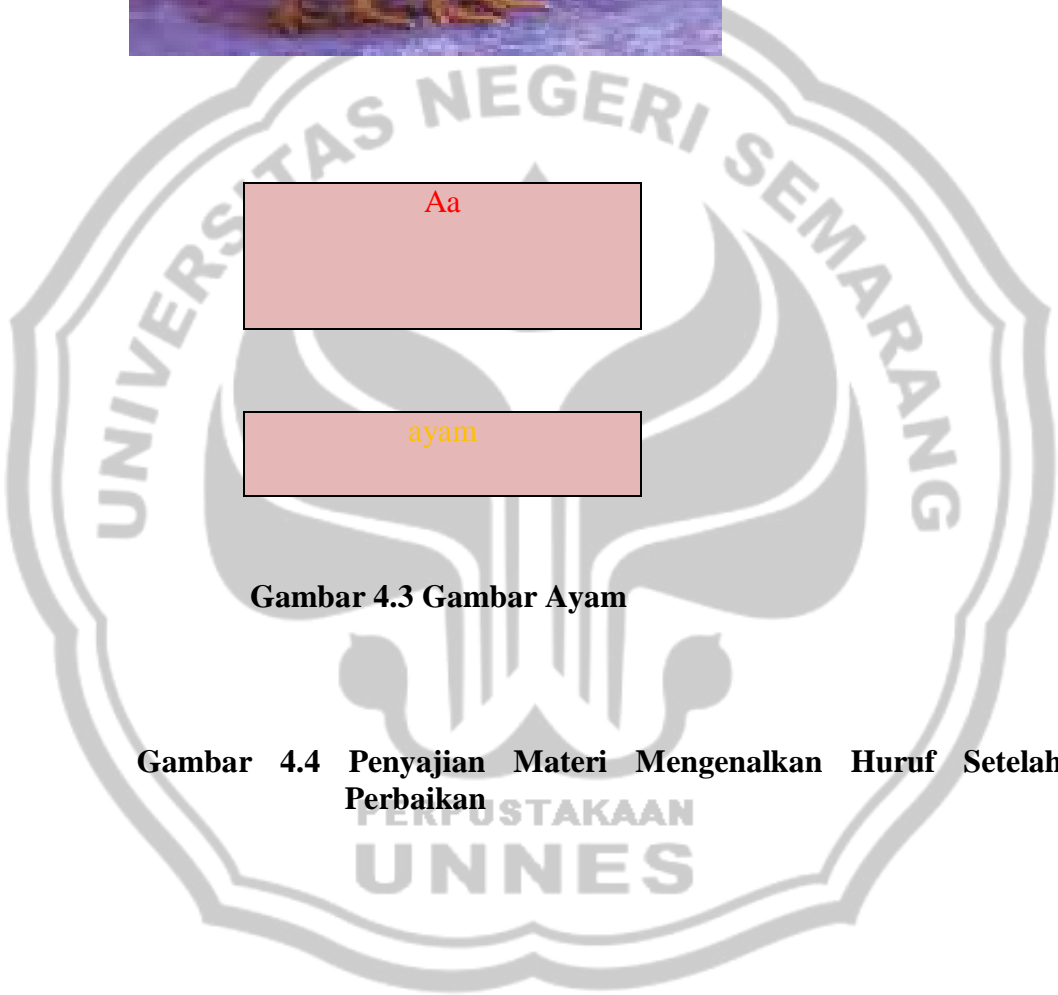 UNIVERSITAS NEGERI SEMARANG
Aa
ayam
Gambar 4.3 Gambar Ayam
Gambar 4.4 Penyajian Materi Mengenalkan Huruf Setelah
Perbaikan
PERPUSTAKAAN
UNNES